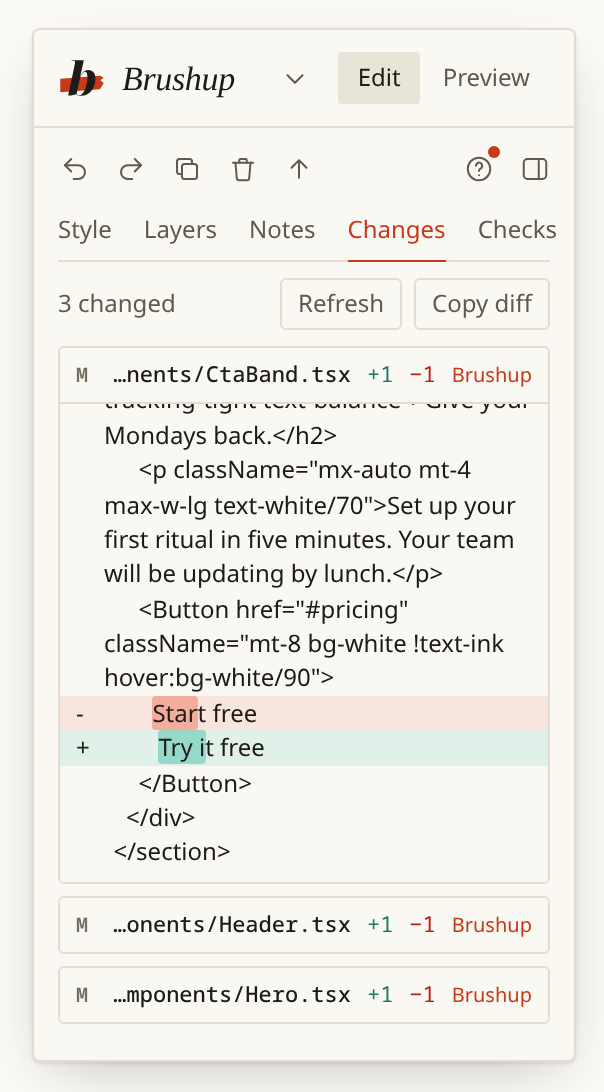 b Brushup Edit Preview
Style Layers Notes Changes Checks
3 changed Refresh Copy diff
M …nents/CtaBand.tsx +1 −1 Brushup
Mondays back.</h2>
<p className="mx-auto mt-4
max-w-lg text-white/70">Set up your
first ritual in five minutes. Your team
will be updating by lunch.</p>
<Button href="#pricing"
className="mt-8 bg-white !text-ink
hover:bg-white/90">
- Start free
+ Try it free
</Button>
</div>
</section>
M …onents/Header.tsx +1 −1 Brushup
M …mponents/Hero.tsx +1 −1 Brushup